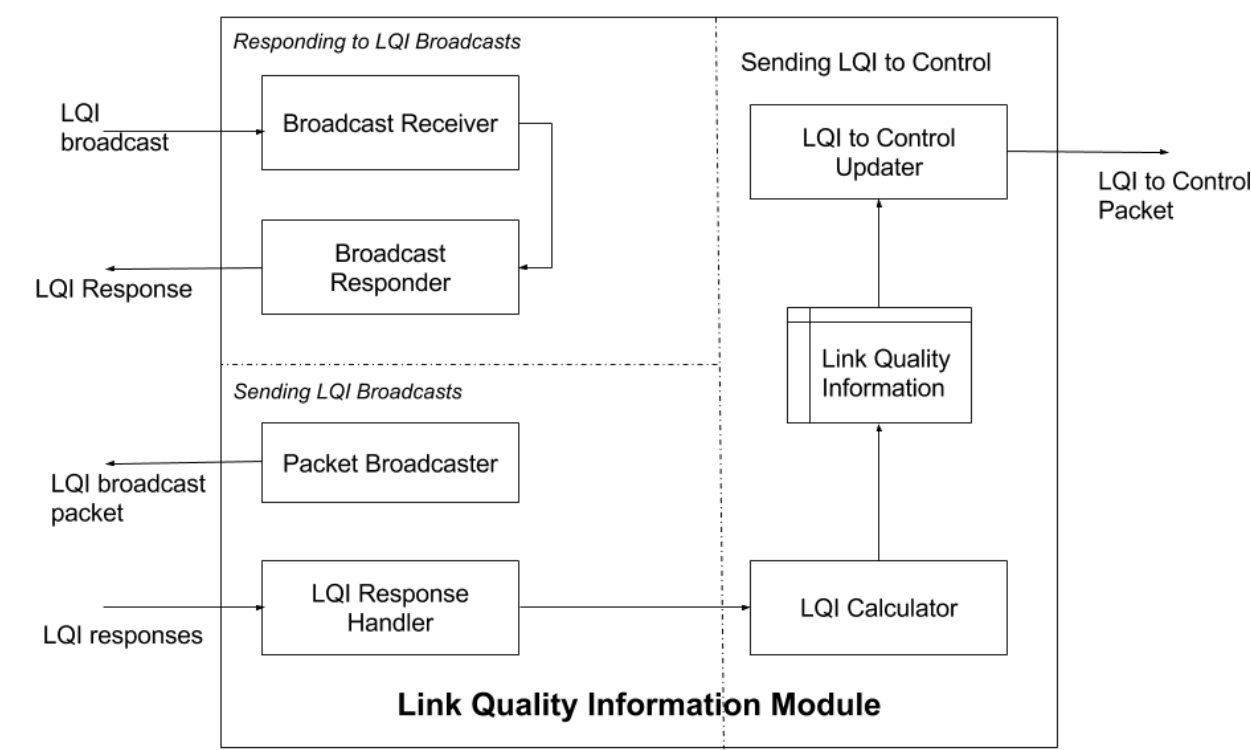 Responding to LQI Broadcasts
LQI
broadcast
Broadcast Receiver
Broadcast
Responder
LQI Response
Sending LQI to Control
LQI to Control
Updater
LQI to Control
Packet
Link Quality
Information
Sending LQI Broadcasts
Packet Broadcaster
LQI broadcast
packet
LQI Response
Handler
LQI responses
LQI Calculator
Link Quality Information Module